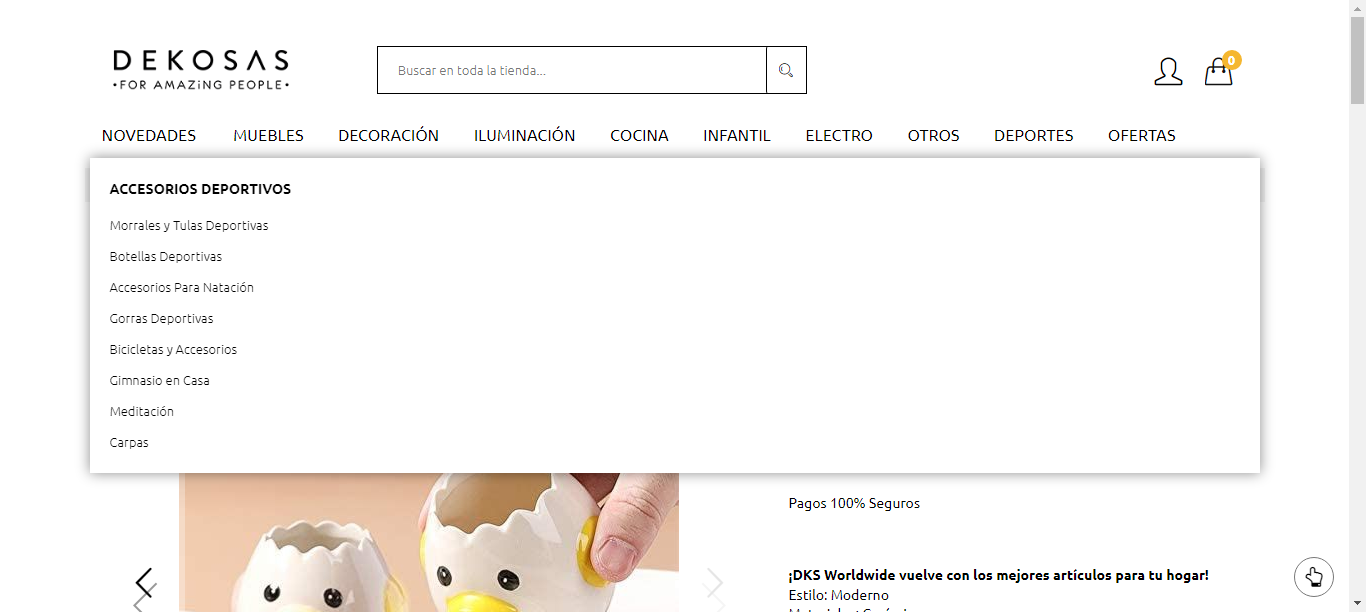 DEKOSAS
•FOR AMAZiNG PEOPLE•
Buscar en toda la tienda...
0
NOVEDADES MUEBLES DECORACIÓN ILUMINACIÓN COCINA INFANTIL ELECTRO OTROS DEPORTES OFERTAS
ACCESORIOS DEPORTIVOS
Morrales y Tulas Deportivas
Botellas Deportivas
Accesorios Para Natación
Gorras Deportivas
Bicicletas y Accesorios
Gimnasio en Casa
Meditación
Carpas
Pagos 100% Seguros
¡DKS Worldwide vuelve con los mejores artículos para tu hogar!
Estilo: Moderno